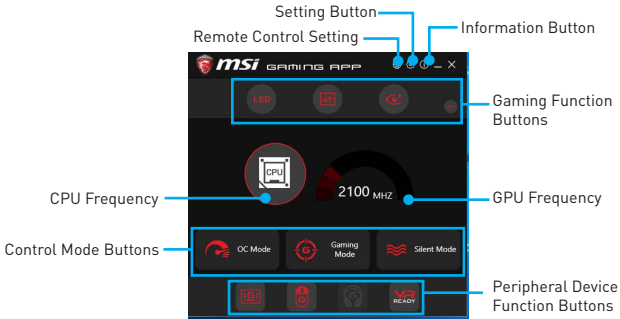 Setting Button
Remote Control Setting
Information Button
msi GAMING APP
LED
Gaming Function
Buttons
CPU
2100 MHZ
CPU Frequency
GPU Frequency
Control Mode Buttons
OC Mode
G
Gaming
Mode
Silent Mode
VR
READY
Peripheral Device
Function Buttons